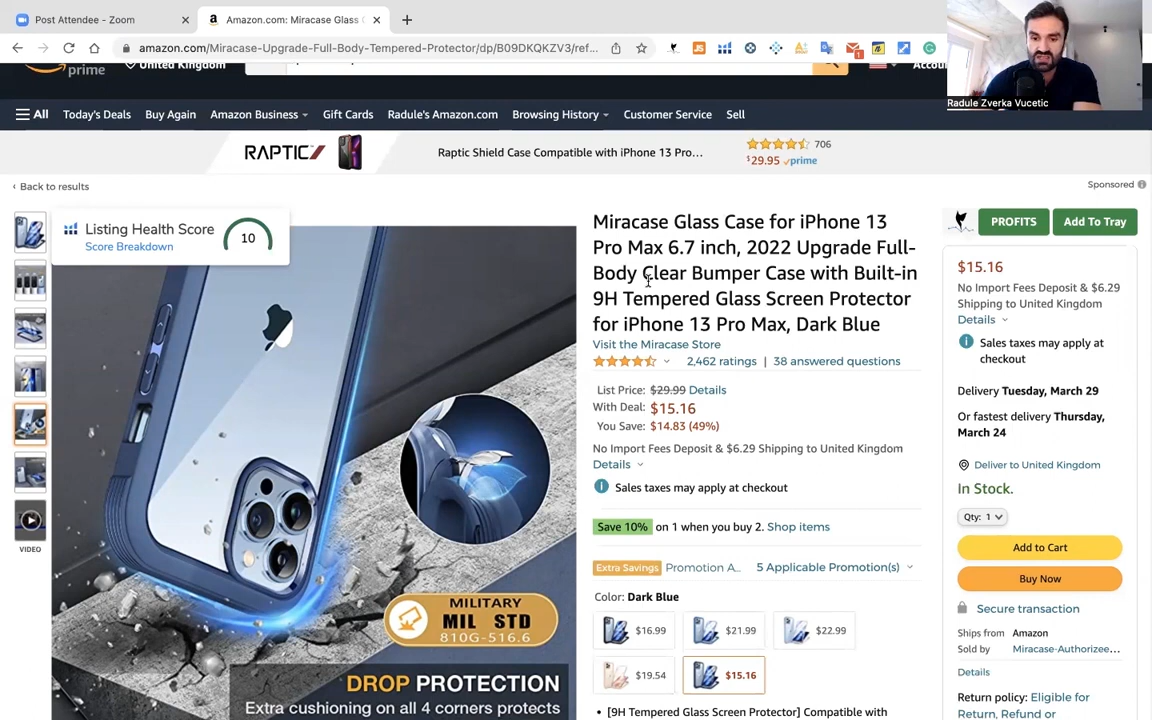 Post Attendee - Zoom
Amazon.com: Miracase Glass
amazon.com/Miracase-Upgrade-Full-Body-Tempered-Protector/dp/B09DKQKZV3/ref...
prime
United Kingdom
Radule Zverka Vucetic
All Today's Deals Buy Again Amazon Business Gift Cards Radule's Amazon.com Browsing History Customer Service Sell
RAPTIC
Raptic Shield Case Compatible with iPhone 13 Pro...
706
$29.95 prime
‹ Back to results
Sponsored
Listing Health Score
Score Breakdown
10
MILITARY
MIL STD
810G-516.6
DROP PROTECTION
Extra cushioning on all 4 corners protects
VIDEO
Miracase Glass Case for iPhone 13
Pro Max 6.7 inch, 2022 Upgrade Full-
Body Clear Bumper Case with Built-in
9H Tempered Glass Screen Protector
for iPhone 13 Pro Max, Dark Blue
Visit the Miracase Store
2,462 ratings | 38 answered questions
List Price: $29.99 Details
With Deal: $15.16
You Save: $14.83 (49%)
No Import Fees Deposit & $6.29 Shipping to United Kingdom
Details
Sales taxes may apply at checkout
Save 10% on 1 when you buy 2. Shop items
Extra Savings Promotion A... 5 Applicable Promotion(s)
Color: Dark Blue
$16.99 $21.99 $22.99
$19.54 $15.16
• [9H Tempered Glass Screen Protector] Compatible with
PROFITS Add To Tray
$15.16
No Import Fees Deposit & $6.29
Shipping to United Kingdom
Details
Sales taxes may apply at
checkout
Delivery Tuesday, March 29
Or fastest delivery Thursday,
March 24
Deliver to United Kingdom
In Stock.
Qty: 1
Add to Cart
Buy Now
Secure transaction
Ships from Amazon
Sold by Miracase-Authorizee...
Details
Return policy: Eligible for
Return, Refund or